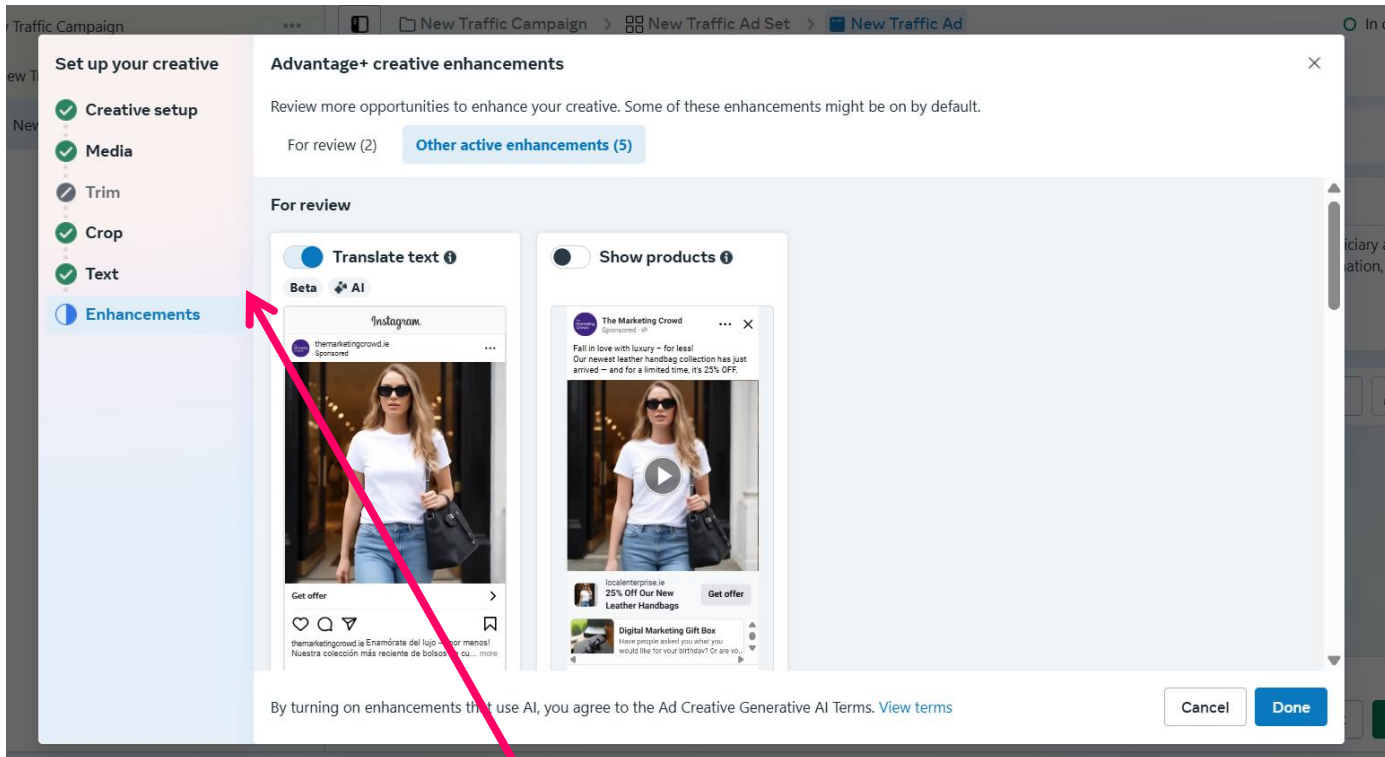 Traffic Campaign
New Traffic Campaign > New Traffic Ad Set > New Traffic Ad
In
Set up your creative
Creative setup
Media
Trim
Crop
Text
Enhancements
Advantage+ creative enhancements
Review more opportunities to enhance your creative. Some of these enhancements might be on by default.
For review (2)
Other active enhancements (5)
For review
Translate text
Beta
AI
Instagram
themarketingcrowd.ie
Sponsored
Get offer
themarketingcrowd.ie Enamórate del lujo – por menos!
Nuestra colección más reciente de bolsos de cu... more
Show products
The Marketing Crowd
Sponsored
Fall in love with luxury – for less!
Our newest leather handbag collection has just
arrived – and for a limited time, it's 25% OFF.
localenterprise.ie
25% Off Our New
Leather Handbags
Get offer
Digital Marketing Gift Box
Have people asked you what you
would like for your birthday? Or are yo...
By turning on enhancements that use AI, you agree to the Ad Creative Generative AI Terms. View terms
Cancel
Done